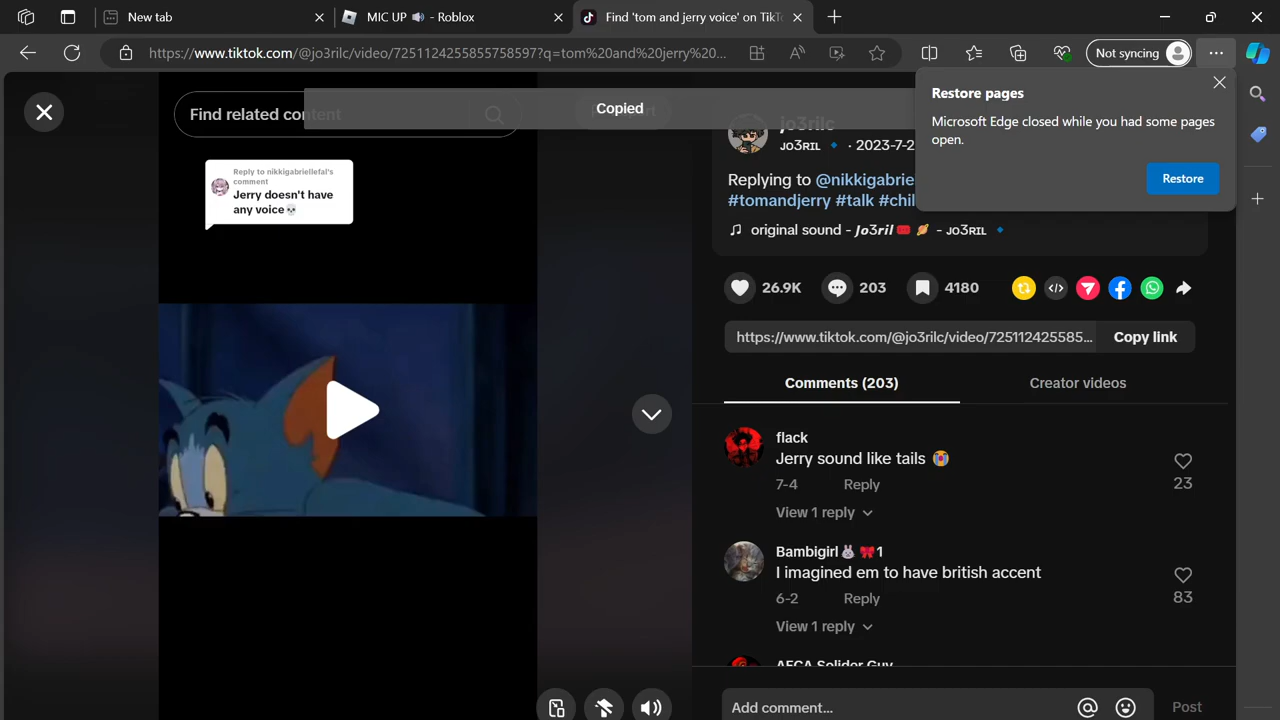 New tab
MIC UP 🔊 - Roblox
Find 'tom and jerry voice' on TikT
https://www.tiktok.com/@jo3rilc/video/7251124255855758597?q=tom%20and%20jerry%20...
Not syncing
Restore pages
Microsoft Edge closed while you had some pages
open.
Restore
Find related content
Copied
Reply to nikkigabriellefal's
comment
Jerry doesn't have
any voice💀
jo3rilc
JO3RIL 🔹 · 2023-7-2
Replying to @nikkigabrie
#tomandjerry #talk #chil
♫ original sound - Jo3ril🟥 🪐 - JO3RIL 🔹
26.9K
203
4180
https://www.tiktok.com/@jo3rilc/video/725112425585...
Copy link
Comments (203)
Creator videos
flack
Jerry sound like tails 😭
7-4
Reply
23
View 1 reply
Bambigirl🐰🎀1
I imagined em to have british accent
6-2
Reply
83
View 1 reply
AFCA Solider Guy
Add comment...
Post